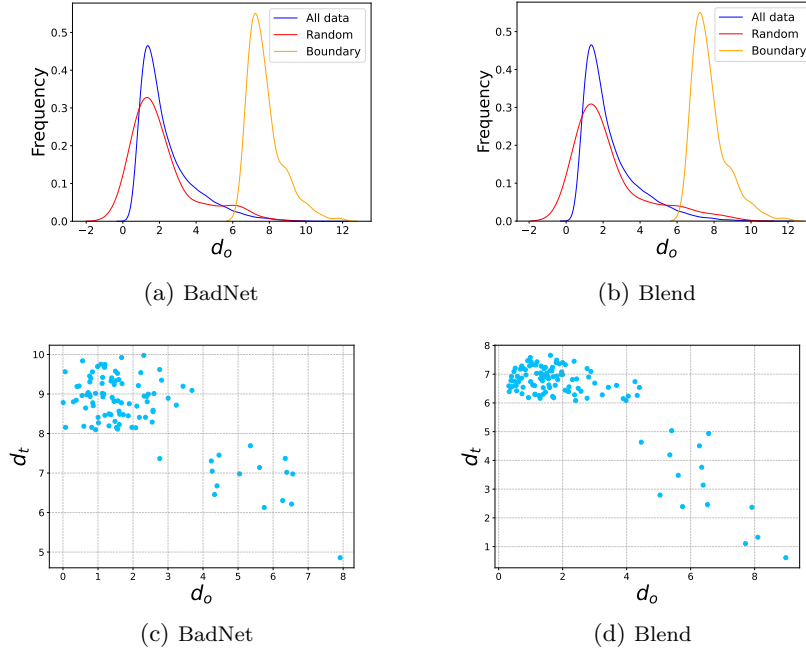 Frequency
0.5
0.4
0.3
0.2
0.1
0.0
−2 0 2 4 6 8 10 12
d_o
All data
Random
Boundary
(a) BadNet
Frequency
0.5
0.4
0.3
0.2
0.1
0.0
−2 0 2 4 6 8 10 12
d_o
All data
Random
Boundary
(b) Blend
d_t
10
9
8
7
6
5
0 1 2 3 4 5 6 7 8
d_o
(c) BadNet
d_t
8
7
6
5
4
3
2
1
0 2 4 6 8
d_o
(d) Blend